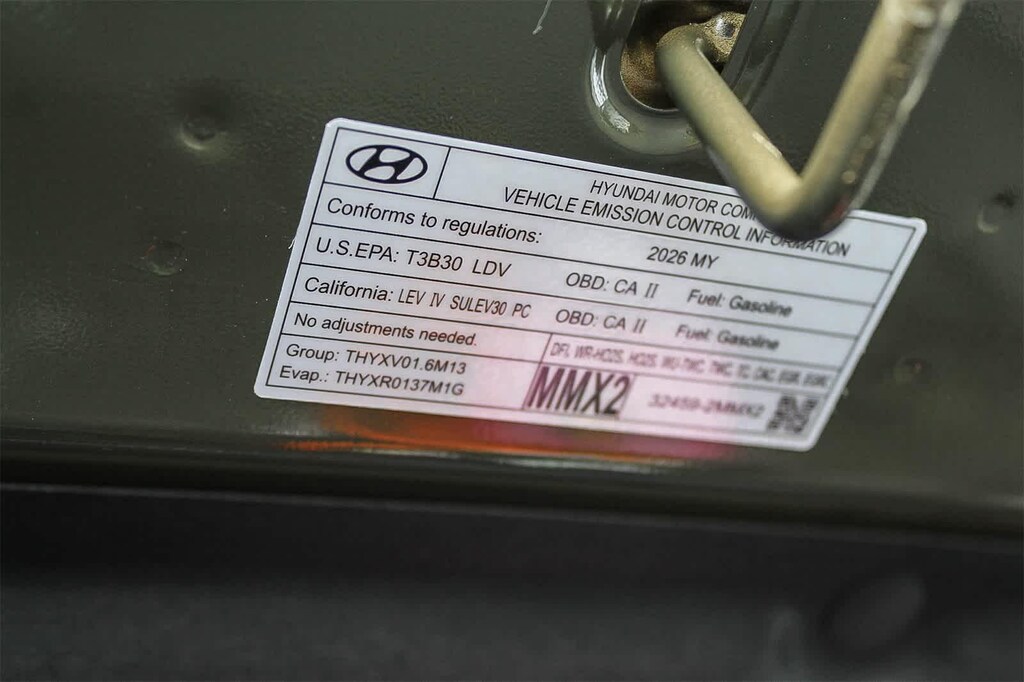 HYUNDAI MOTOR
VEHICLE EMISSION CONTROL INFORMATION
Conforms to regulations: 2026 MY
U.S.EPA: T3B30 LDV OBD: CA II Fuel: Gasoline
California: LEV IV SULEV30 PC OBD: CA II Fuel: Gasoline
No adjustments needed.
Group: THYXV01.6M13
Evap.: THYXR0137M1G
MMX2
32459-2MMX2